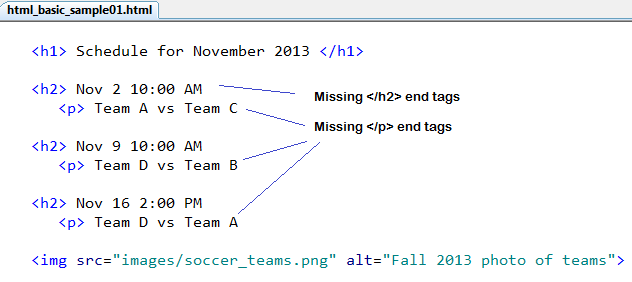 html_basic_sample01.html
<h1> Schedule for November 2013 </h1>
<h2> Nov 2 10:00 AM
Missing </h2> end tags
<p> Team A vs Team C
Missing </p> end tags
<h2> Nov 9 10:00 AM
<p> Team D vs Team B
<h2> Nov 16 2:00 PM
<p> Team D vs Team A
<img src="images/soccer_teams.png" alt="Fall 2013 photo of teams">